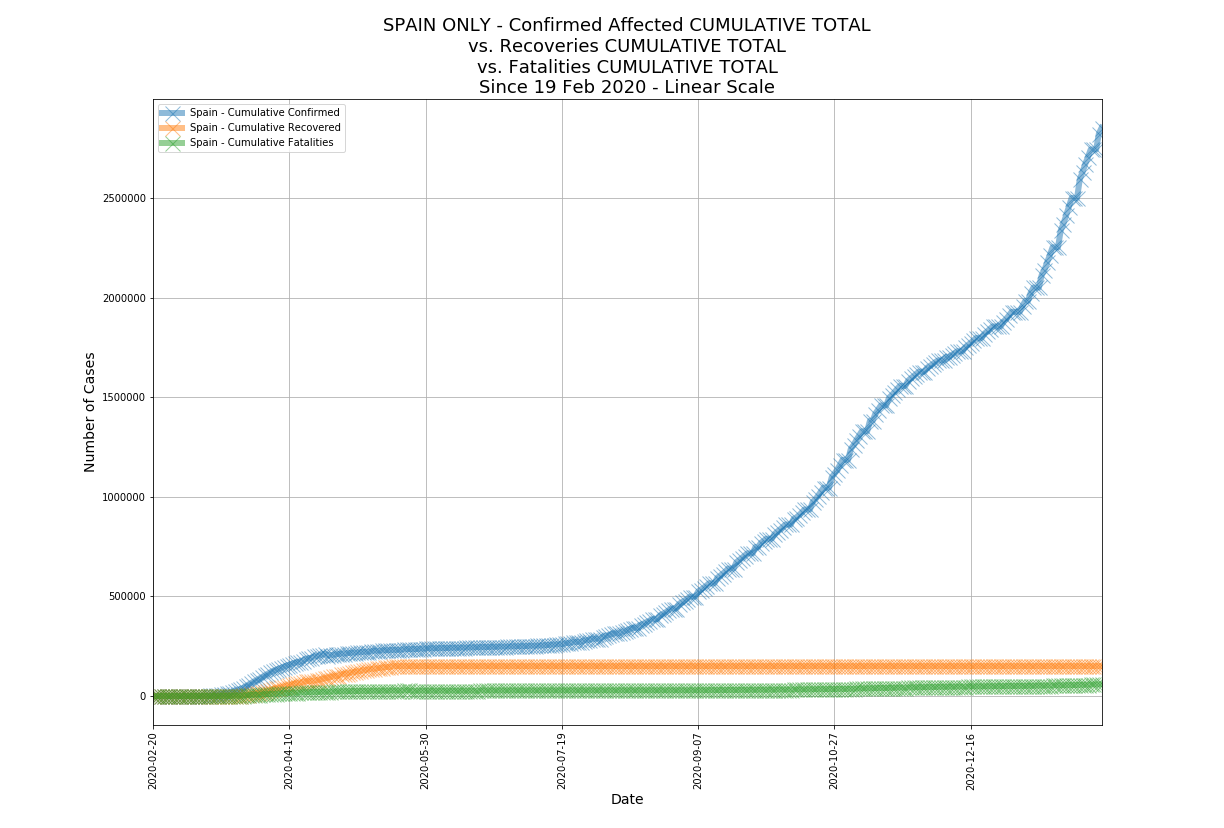 SPAIN ONLY - Confirmed Affected CUMULATIVE TOTAL
vs. Recoveries CUMULATIVE TOTAL
vs. Fatalities CUMULATIVE TOTAL
Since 19 Feb 2020 - Linear Scale
Spain - Cumulative Confirmed
Spain - Cumulative Recovered
Spain - Cumulative Fatalities
Number of Cases
2500000
2000000
1500000
1000000
500000
0
2020-02-20
2020-04-10
2020-05-30
2020-07-19
2020-09-07
2020-10-27
2020-12-16
Date